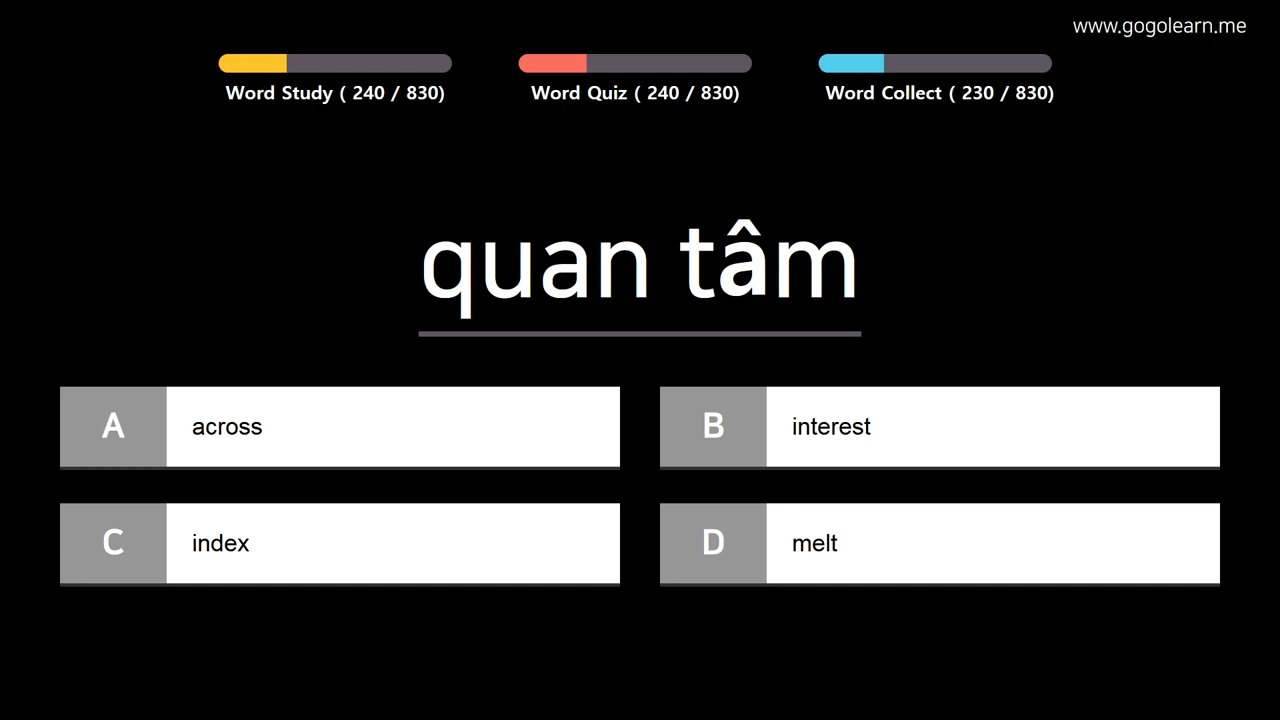 www.gogolearn.me
Word Study ( 240 / 830)
Word Quiz ( 240 / 830)
Word Collect ( 230 / 830)
quan tâm
A across
B interest
C index
D melt